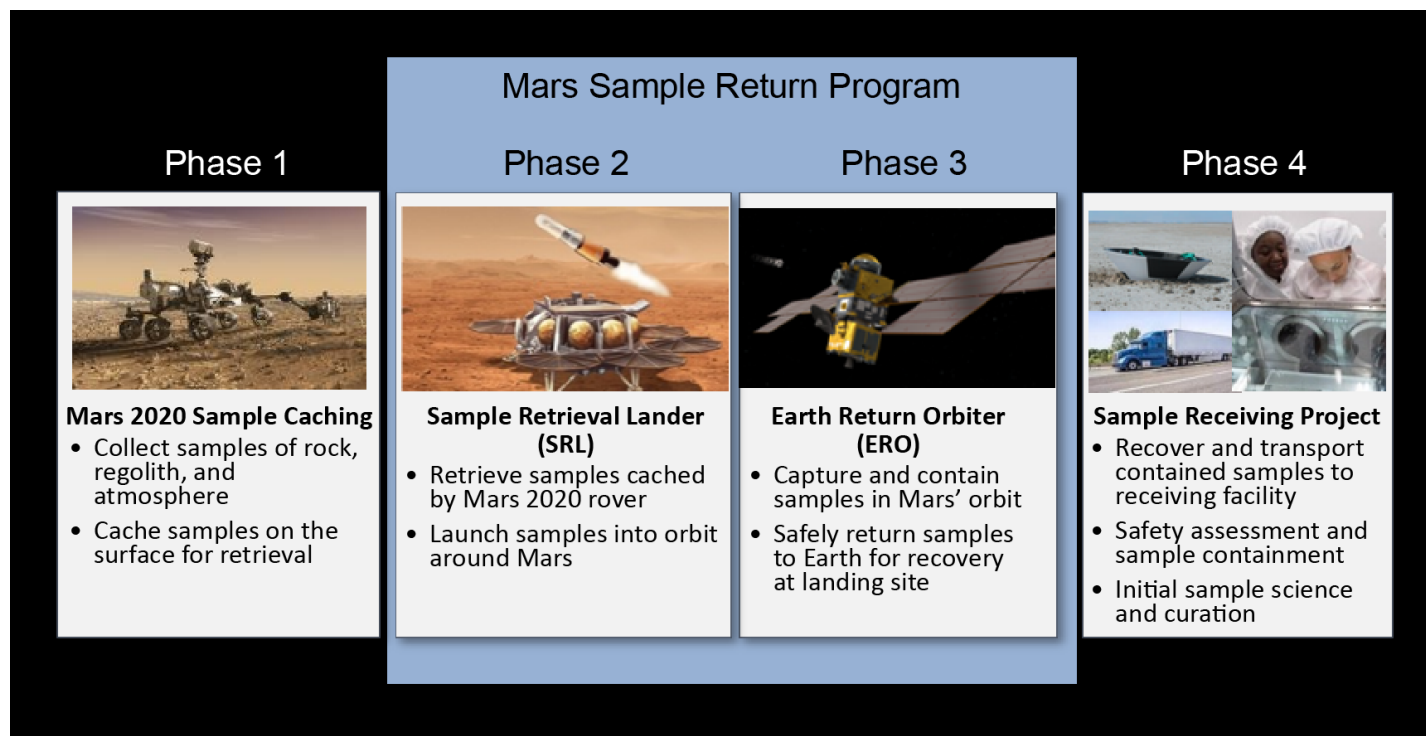 Mars Sample Return Program
Phase 1
Phase 2
Phase 3
Phase 4
Mars 2020 Sample Caching
• Collect samples of rock,
regolith, and
atmosphere
• Cache samples on the
surface for retrieval
Sample Retrieval Lander
(SRL)
• Retrieve samples cached
by Mars 2020 rover
• Launch samples into orbit
around Mars
Earth Return Orbiter
(ERO)
• Capture and contain
samples in Mars’ orbit
• Safely return samples
to Earth for recovery
at landing site
Sample Receiving Project
• Recover and transport
contained samples to
receiving facility
• Safety assessment and
sample containment
• Initial sample science
and curation